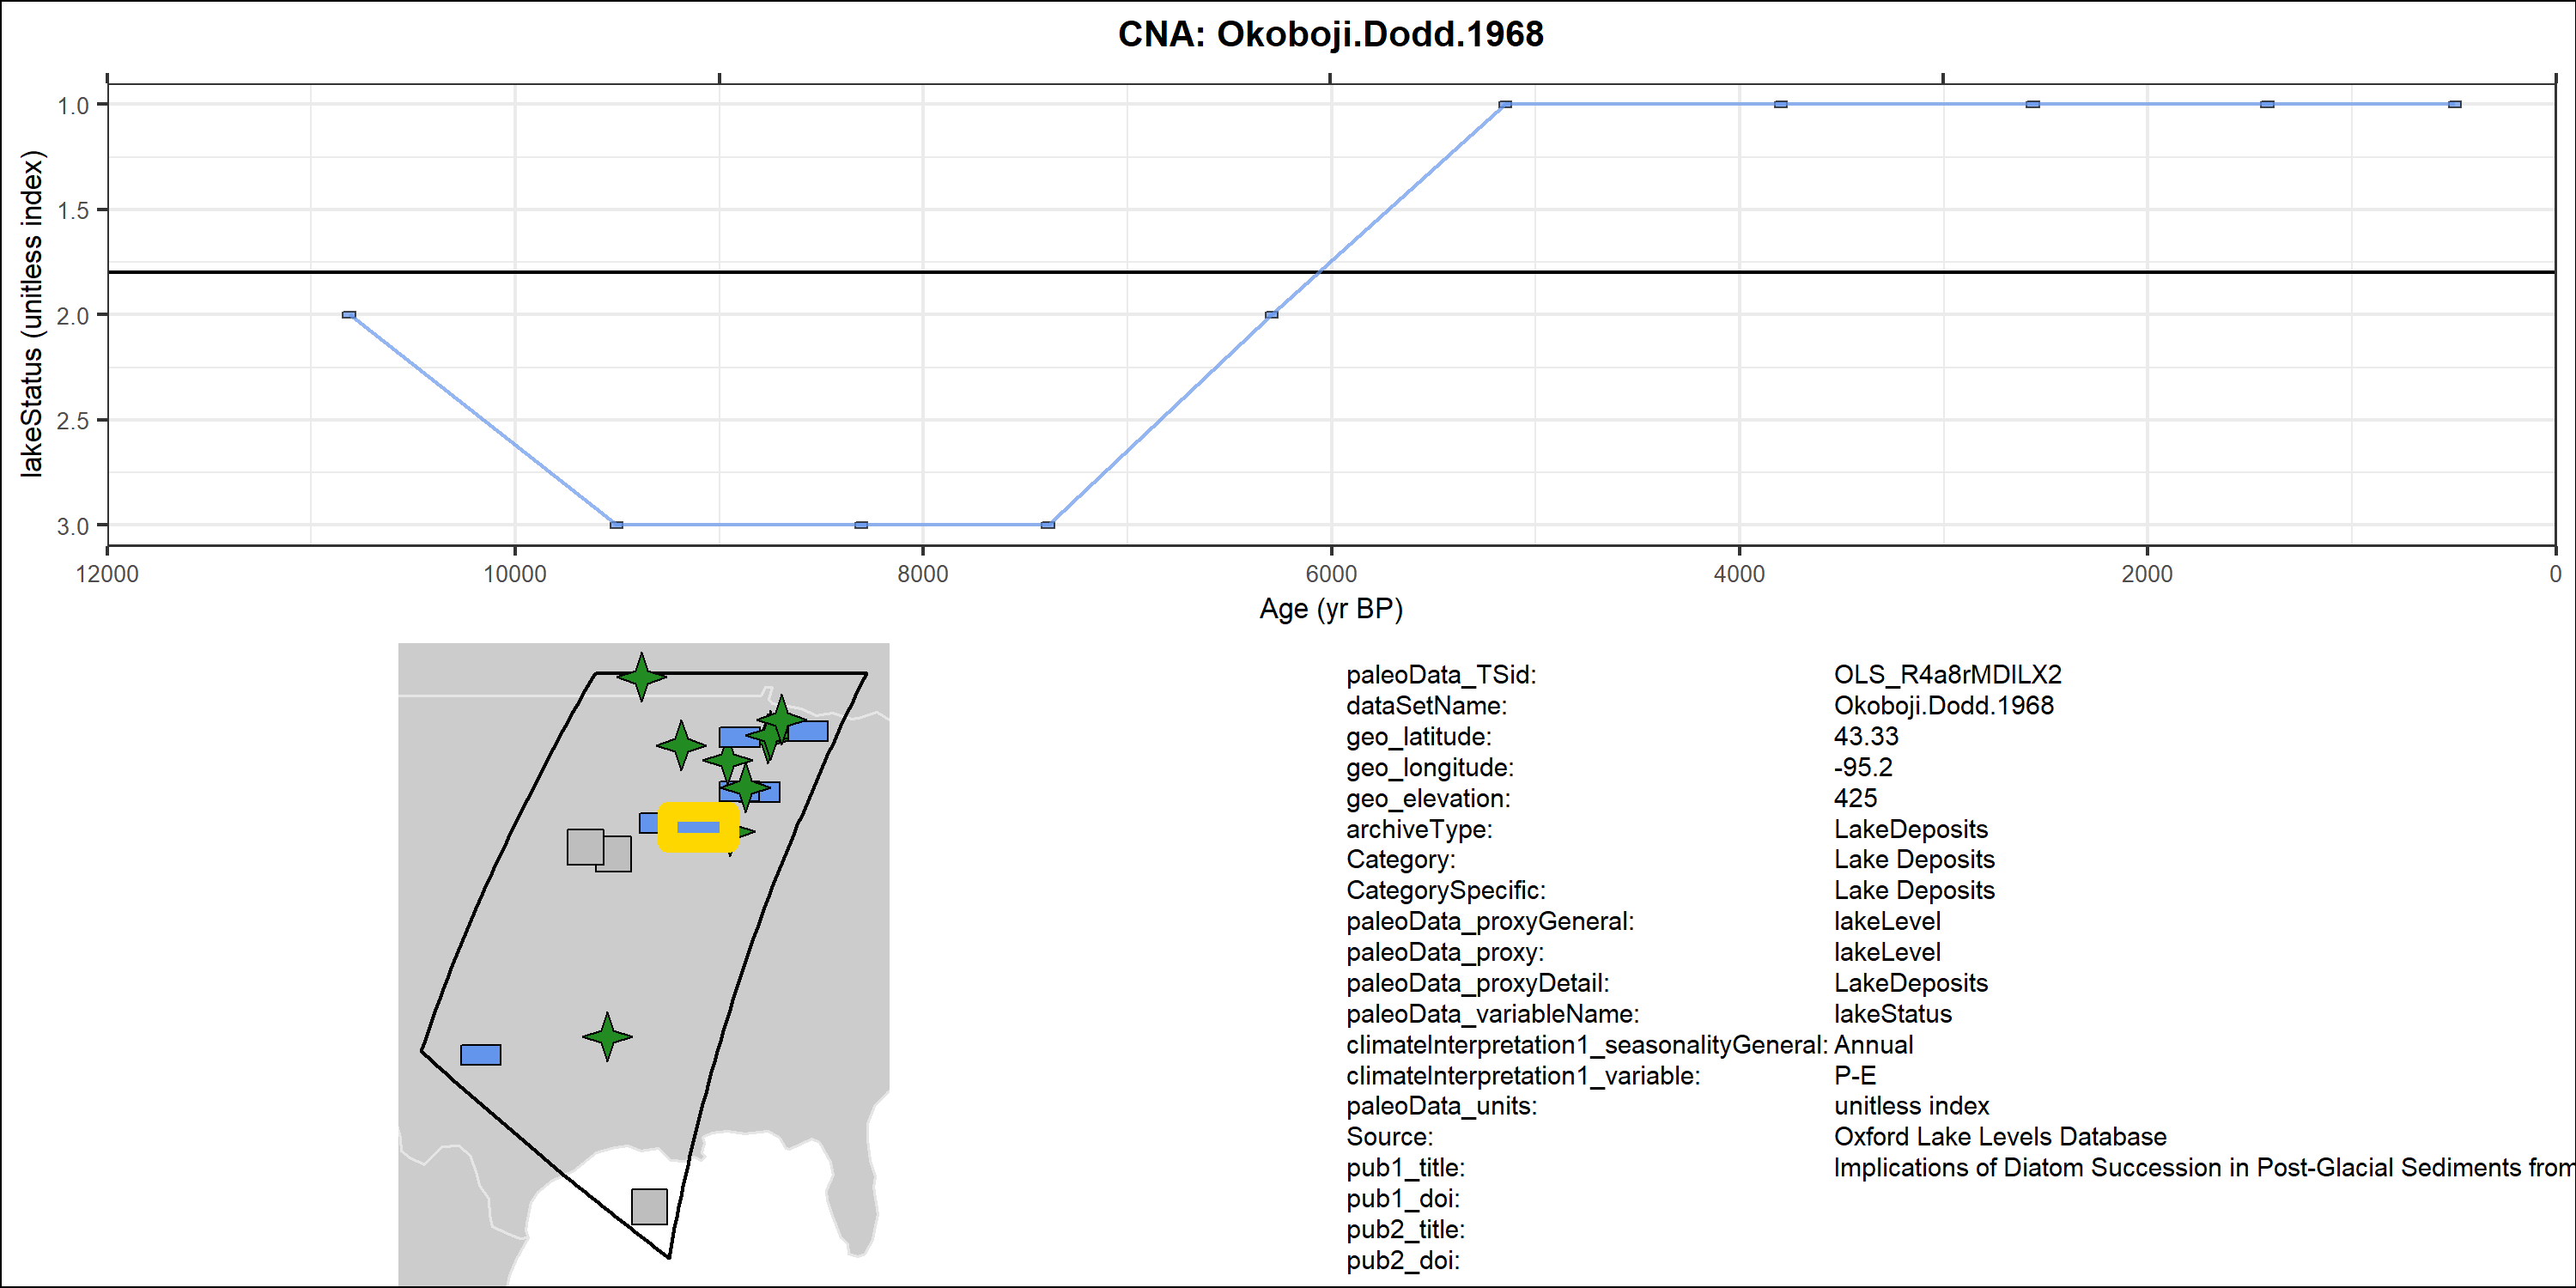 CNA: Okoboji.Dodd.1968
lakeStatus (unitless index)
1.0
1.5
2.0
2.5
3.0
12000 10000 8000 6000 4000 2000 0
Age (yr BP)
paleoData_TSid: OLS_R4a8rMDILX2
dataSetName: Okoboji.Dodd.1968
geo_latitude: 43.33
geo_longitude: -95.2
geo_elevation: 425
archiveType: LakeDeposits
Category: Lake Deposits
CategorySpecific: Lake Deposits
paleoData_proxyGeneral: lakeLevel
paleoData_proxy: lakeLevel
paleoData_proxyDetail: LakeDeposits
paleoData_variableName: lakeStatus
climateInterpretation1_seasonalityGeneral: Annual
climateInterpretation1_variable: P-E
paleoData_units: unitless index
Source: Oxford Lake Levels Database
pub1_title: Implications of Diatom Succession in Post-Glacial Sediments from
pub1_doi:
pub2_title:
pub2_doi: